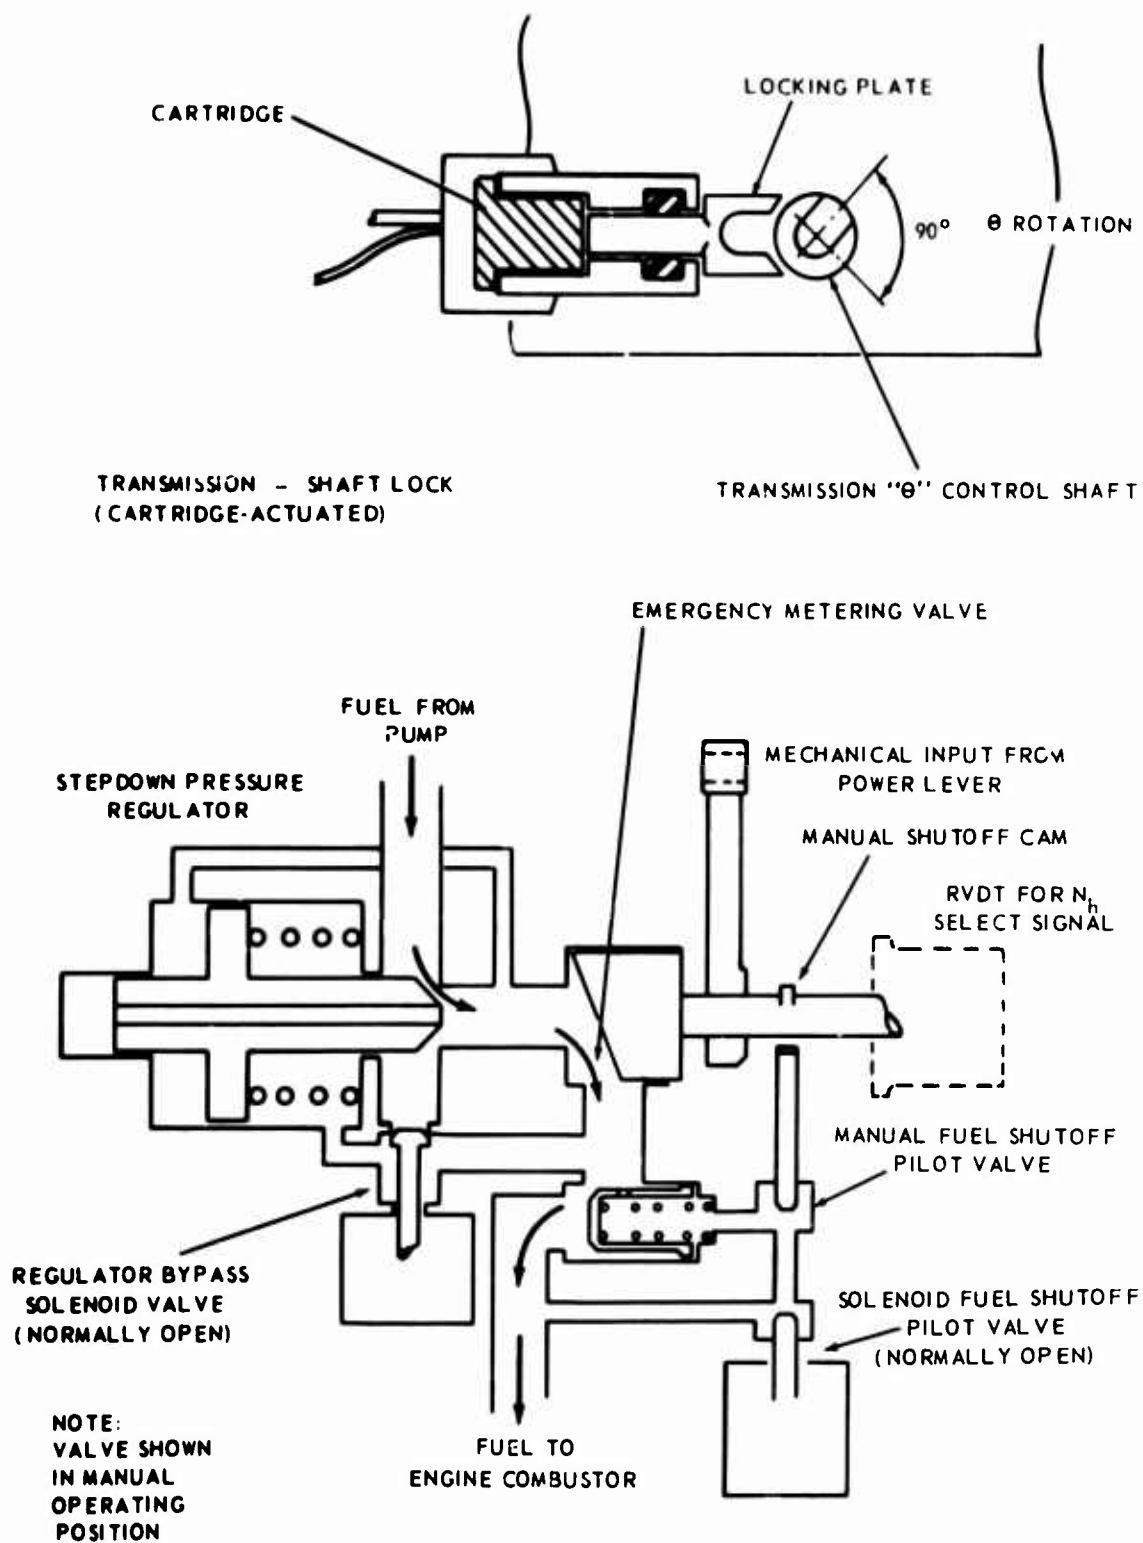 LOCKING PLATE
CARTRIDGE
90°
θ ROTATION
TRANSMISSION - SHAFT LOCK
(CARTRIDGE-ACTUATED)
TRANSMISSION "θ" CONTROL SHAFT
EMERGENCY METERING VALVE
FUEL FROM
PUMP
STEPDOWN PRESSURE
REGULATOR
MECHANICAL INPUT FROM
POWER LEVER
MANUAL SHUTOFF CAM
RVDT FOR Nh
SELECT SIGNAL
MANUAL FUEL SHUTOFF
PILOT VALVE
REGULATOR BYPASS
SOLENOID VALVE
(NORMALLY OPEN)
SOLENOID FUEL SHUTOFF
PILOT VALVE
(NORMALLY OPEN)
NOTE:
VALVE SHOWN
IN MANUAL
OPERATING
POSITION
FUEL TO
ENGINE COMBUSTOR